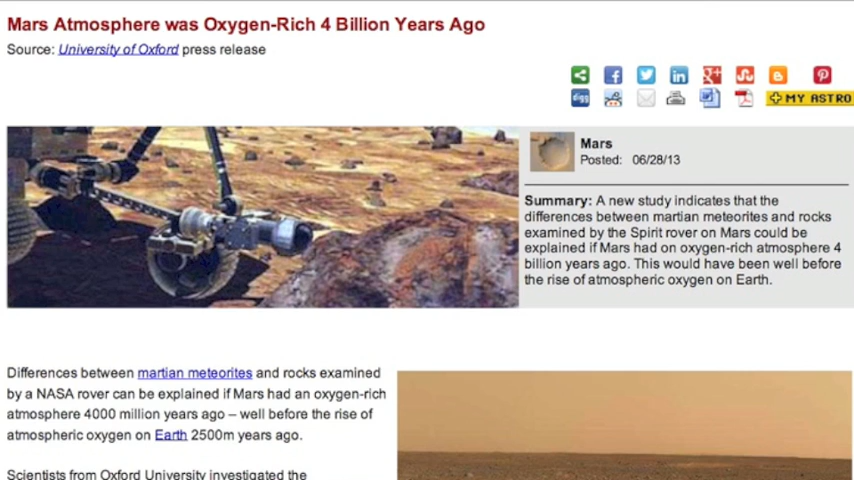 Mars Atmosphere was Oxygen-Rich 4 Billion Years Ago
Source: University of Oxford press release
digg
+ MY ASTRO
Mars
Posted: 06/28/13
Summary: A new study indicates that the
differences between martian meteorites and rocks
examined by the Spirit rover on Mars could be
explained if Mars had on oxygen-rich atmosphere 4
billion years ago. This would have been well before
the rise of atmospheric oxygen on Earth.
Differences between martian meteorites and rocks examined
by a NASA rover can be explained if Mars had an oxygen-rich
atmosphere 4000 million years ago – well before the rise of
atmospheric oxygen on Earth 2500m years ago.
Scientists from Oxford University investigated the